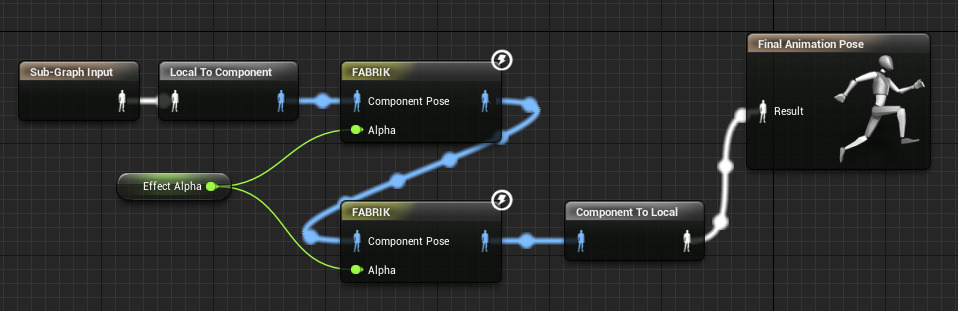 Final Animation Pose
Result
Sub-Graph Input
Local To Component
FABRIK
Component Pose
Alpha
Effect Alpha
FABRIK
Component Pose
Alpha
Component To Local